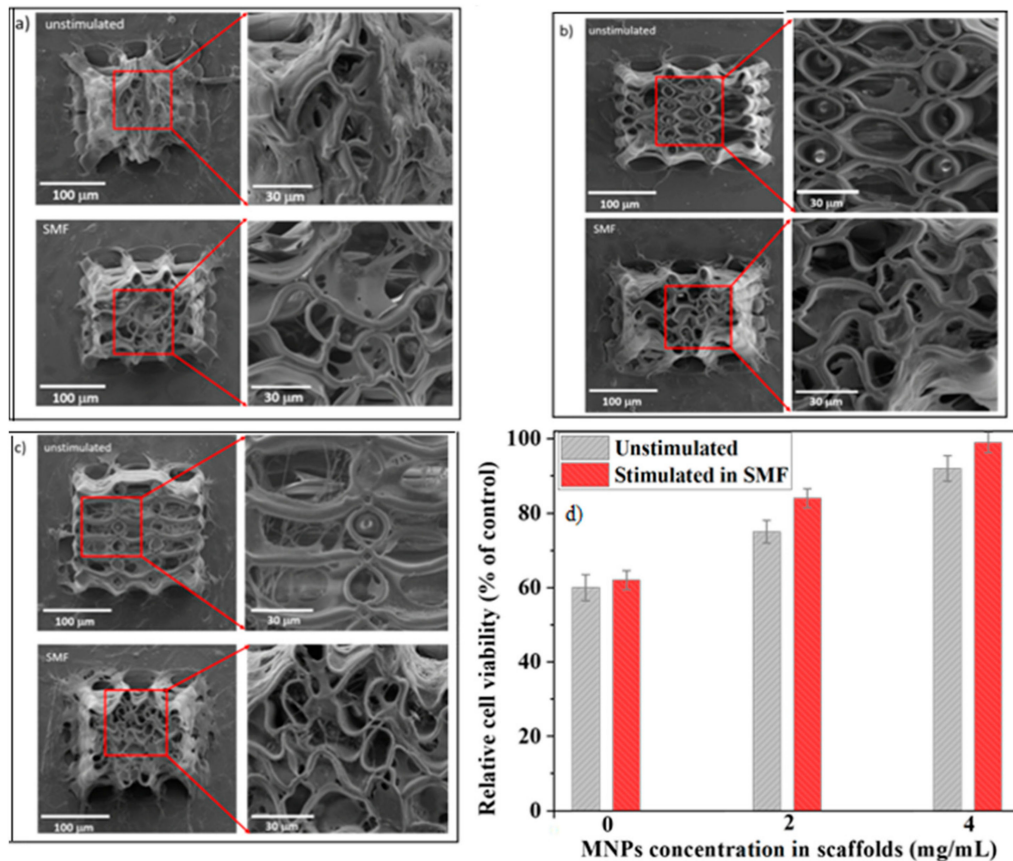 a)
unstimulated
100 μm
30 μm
SMF
100 μm
30 μm
b)
unstimulated
100 μm
30 μm
SMF
100 μm
30 μm
c)
unstimulated
100 μm
30 μm
SMF
100 μm
30 μm
d)
Unstimulated
Stimulated in SMF
Relative cell viability (% of control)
100
80
60
40
20
0
0 2 4
MNPs concentration in scaffolds (mg/mL)